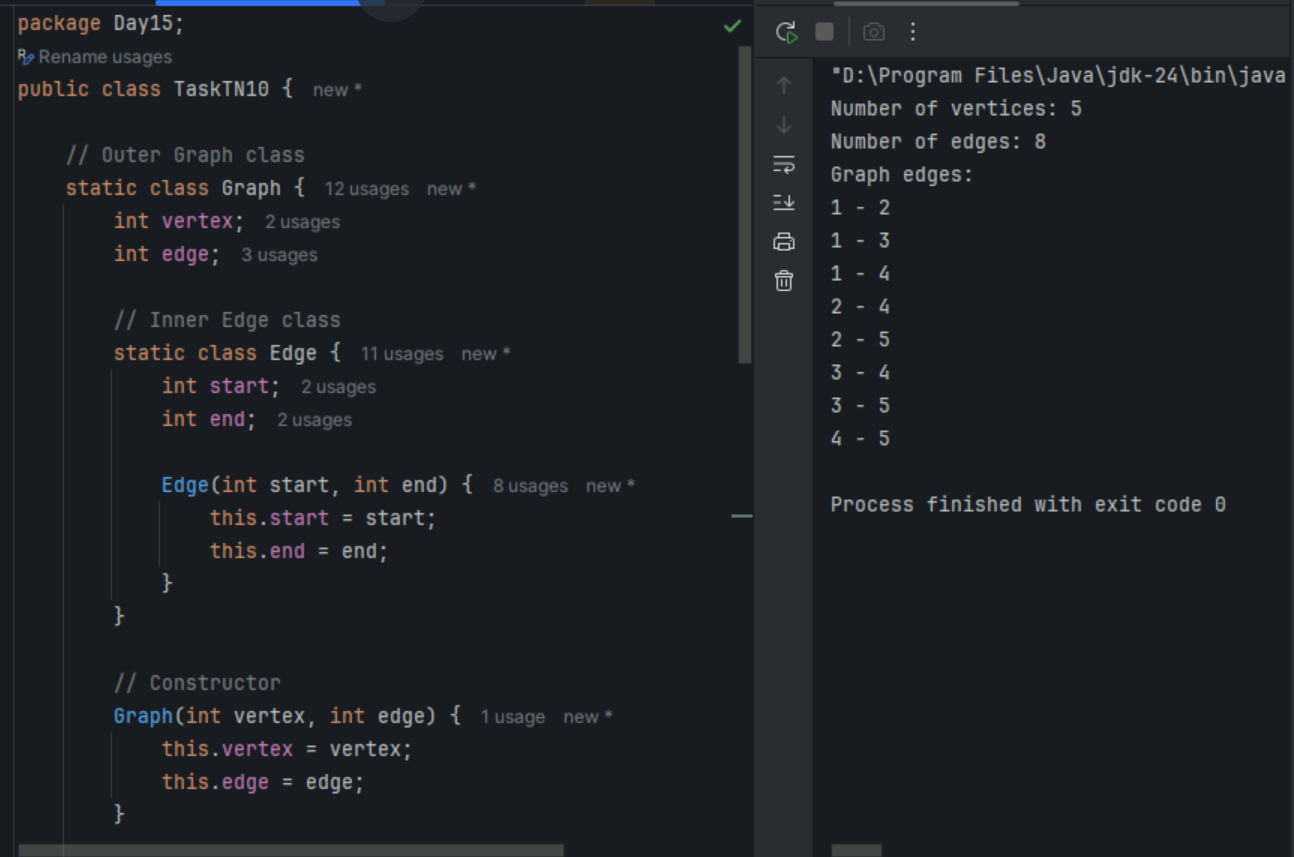 package Day15;
Rename usages
public class TaskTN10 {  new *
// Outer Graph class
static class Graph {  12 usages  new *
int vertex;  2 usages
int edge;  3 usages
// Inner Edge class
static class Edge {  11 usages  new *
int start;  2 usages
int end;  2 usages
Edge(int start, int end) {  8 usages  new *
this.start = start;
this.end = end;
}
}
// Constructor
Graph(int vertex, int edge) {  1 usage  new *
this.vertex = vertex;
this.edge = edge;
}
"D:\Program Files\Java\jdk-24\bin\java
Number of vertices: 5
Number of edges: 8
Graph edges:
1 - 2
1 - 3
1 - 4
2 - 4
2 - 5
3 - 4
3 - 5
4 - 5
Process finished with exit code 0